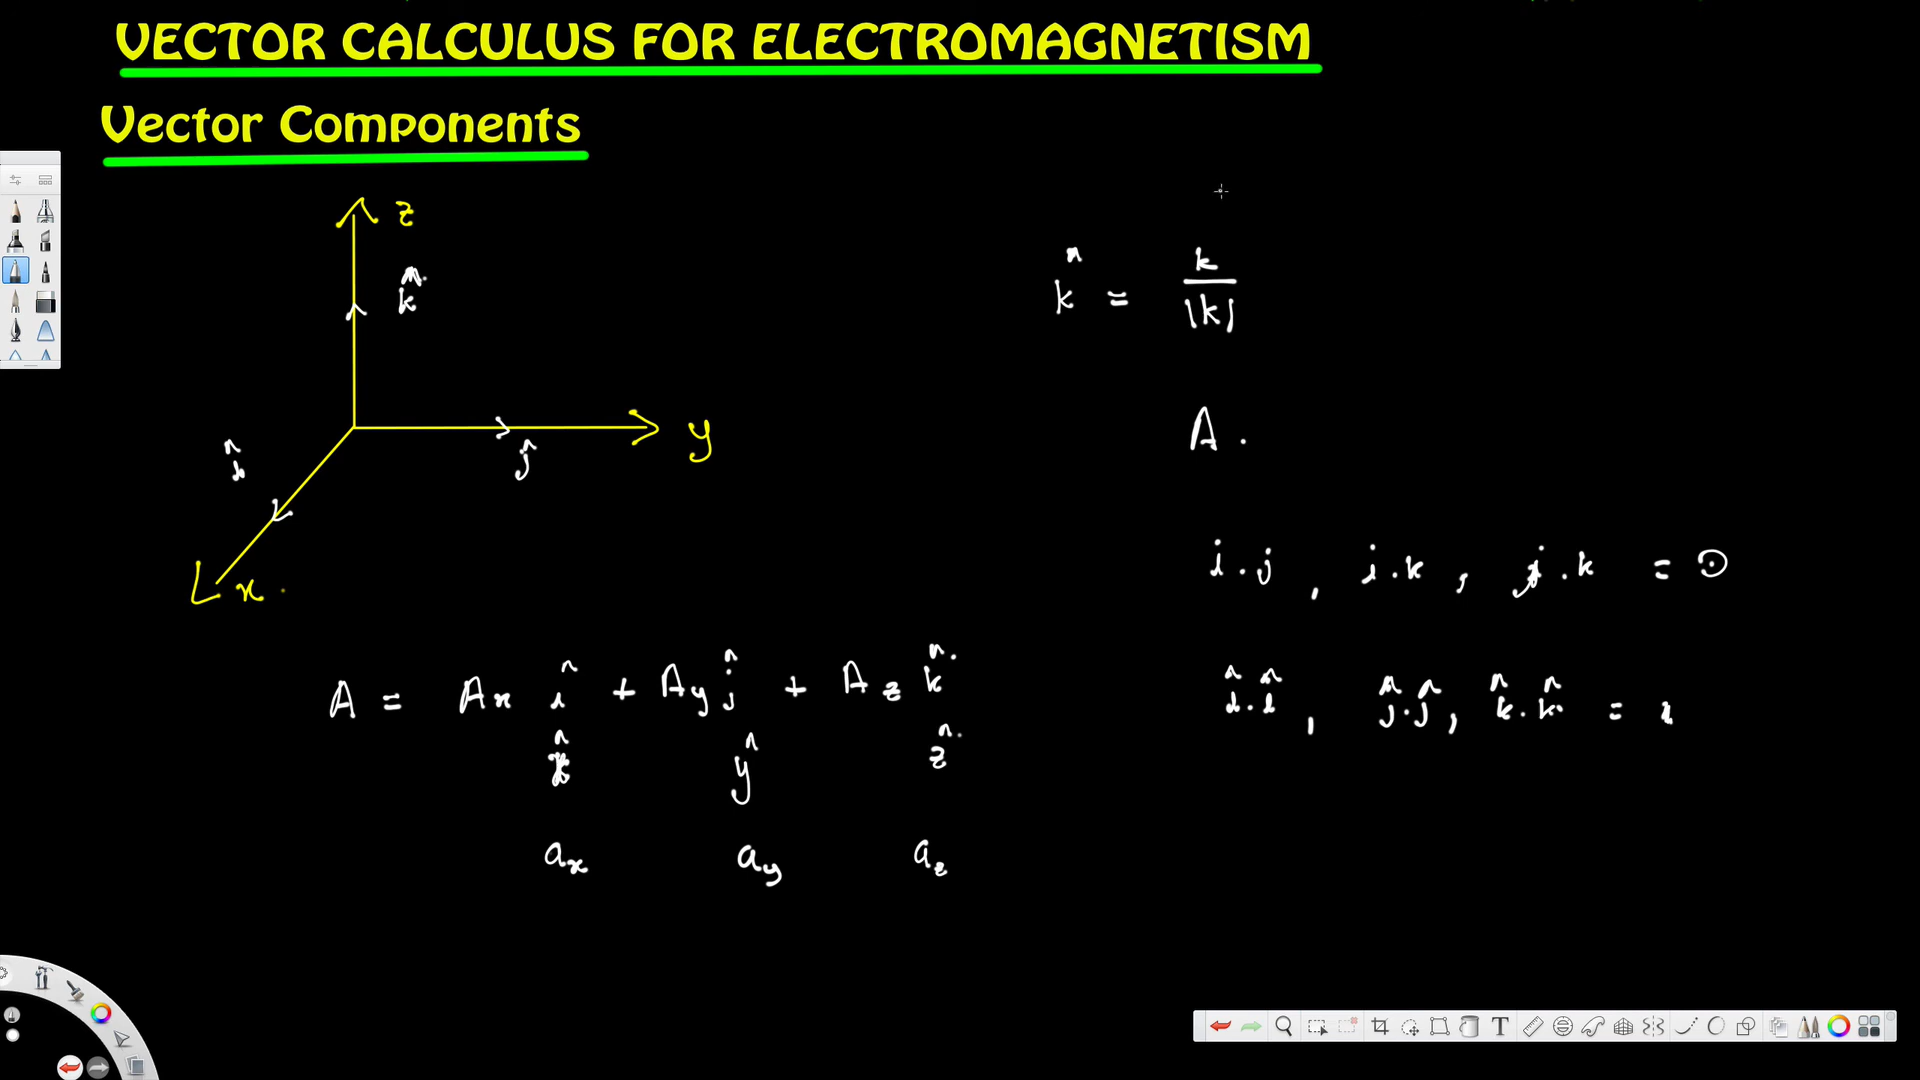 VECTOR CALCULUS FOR ELECTROMAGNETISM
Vector Components
z
k̂
y
ĵ
î
x.
k̂ = k / |k|
A.
i.j , i.k , j.k = 0
î.î , ĵ.ĵ, k̂.k̂ = 1
A = Ax î + Ay ĵ + Az k̂.
x̂ ŷ ẑ.
ax ay az
T